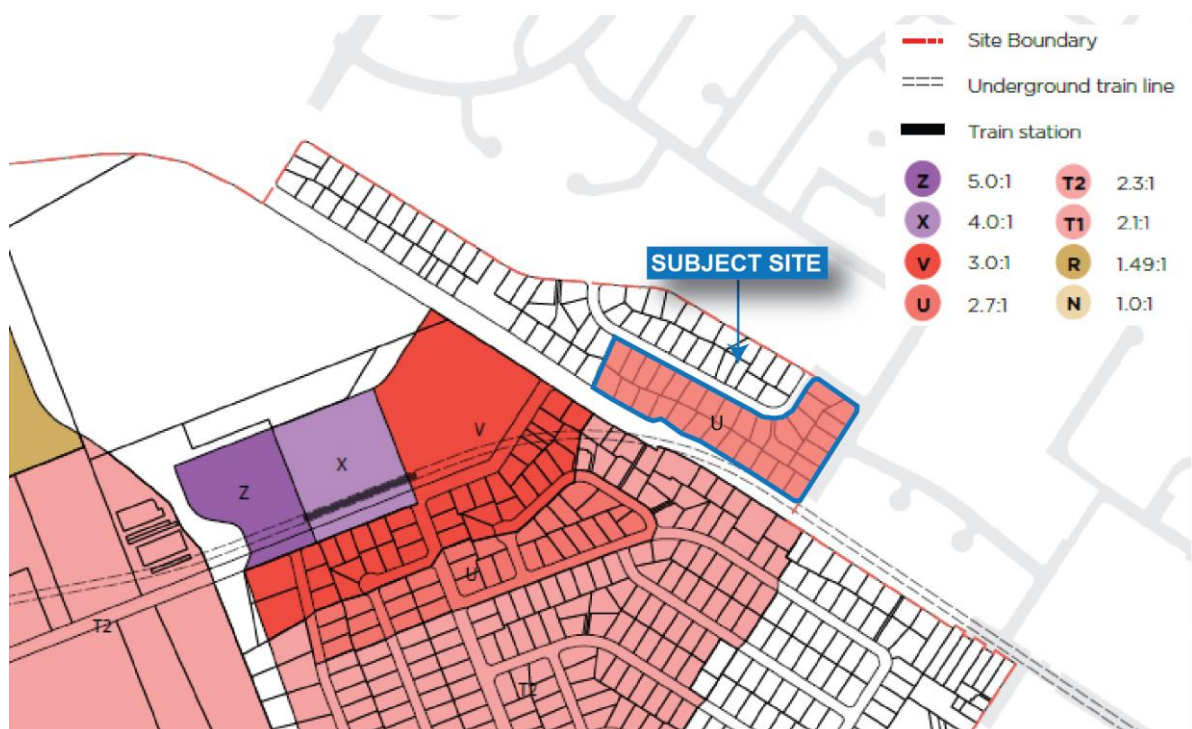 Site Boundary
Underground train line
Train station
Z 5.0:1 T2 2.3:1
X 4.0:1 T1 2.1:1
V 3.0:1 R 1.49:1
U 2.7:1 N 1.0:1
SUBJECT SITE
U
V
X
Z
U
T2
T2